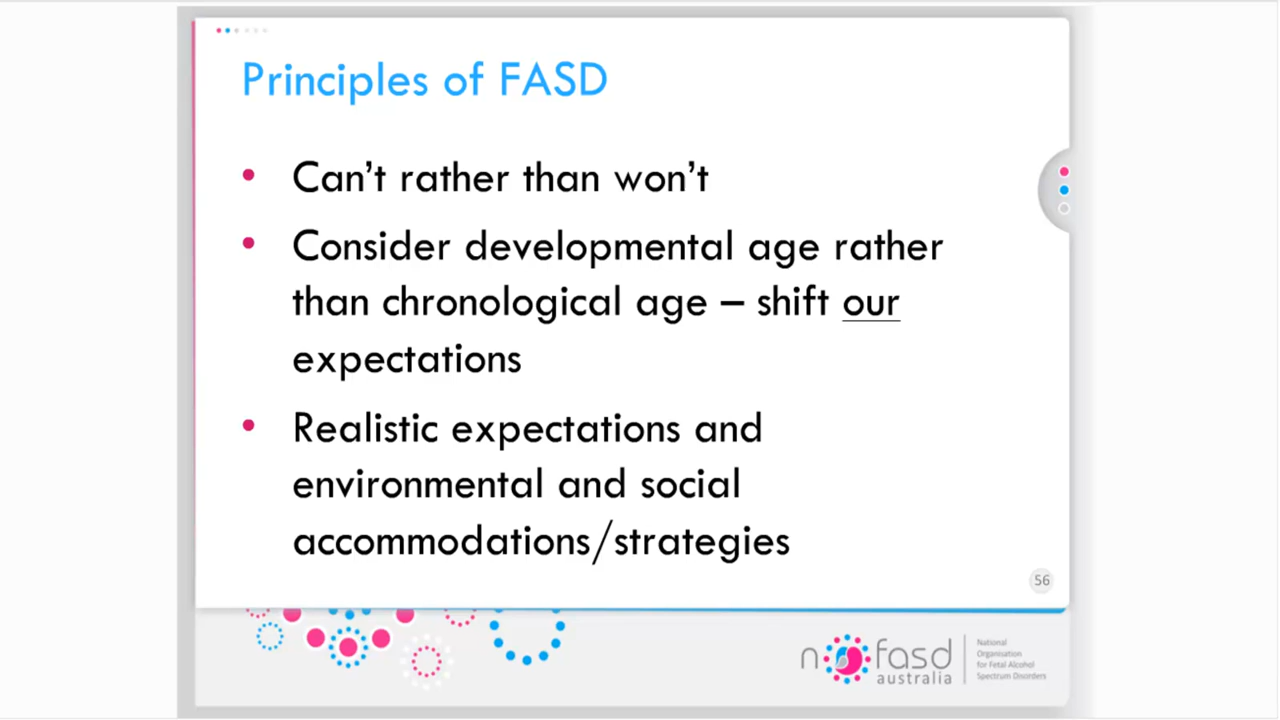 Principles of FASD
• Can’t rather than won’t
• Consider developmental age rather
than chronological age – shift our
expectations
• Realistic expectations and
environmental and social
accommodations/strategies
56
nofasd
australia
National
Organisation
for Fetal Alcohol
Spectrum Disorders